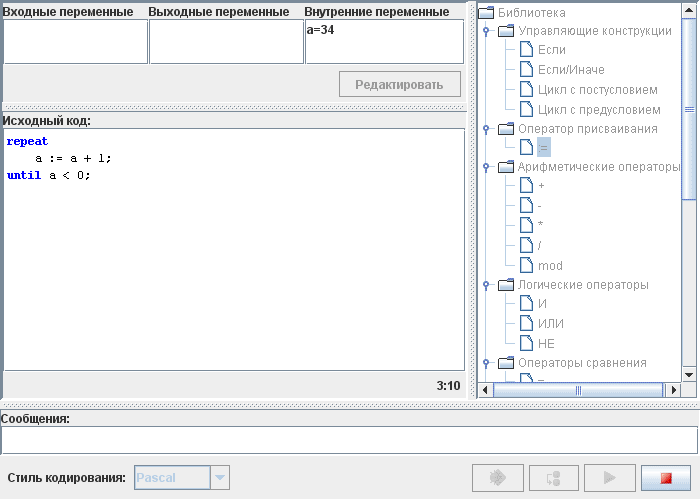 Входные переменные
Выходные переменные
Внутренние переменные
a=34
Редактировать
Исходный код:
repeat
a := a + 1;
until a < 0;
3:10
Библиотека
Управляющие конструкции
Если
Если/Иначе
Цикл с постусловием
Цикл с предусловием
Оператор присваивания
=
Арифметические операторы
+
-
*
/
mod
Логические операторы
И
ИЛИ
НЕ
Операторы сравнения
Сообщения:
Стиль кодирования:
Pascal